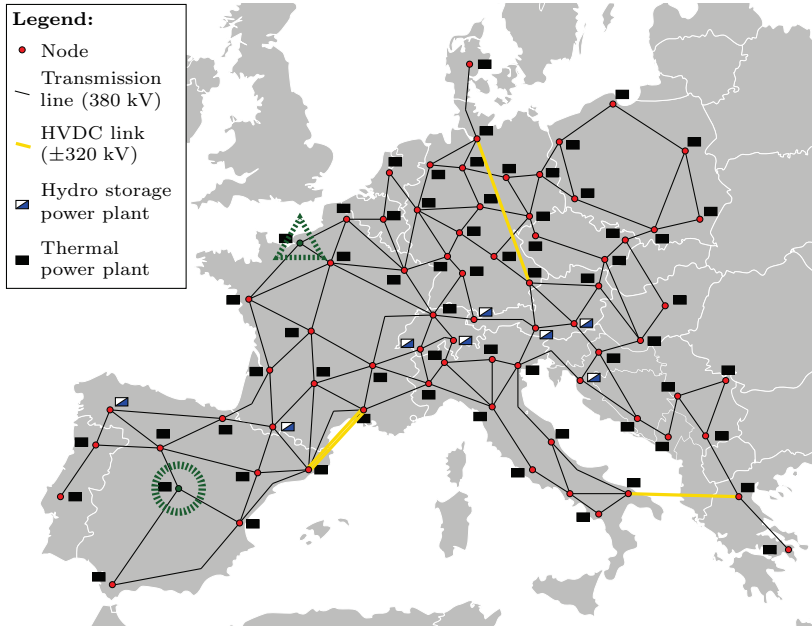 Legend:
Node
Transmission
line (380 kV)
HVDC link
(±320 kV)
Hydro storage
power plant
Thermal
power plant